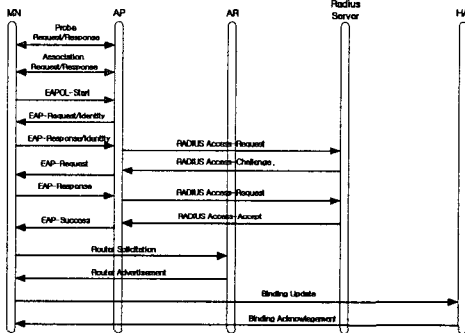 MN
AP
AR
Radius
Server
HA
Probe
Request/Response
Association
Request/Response
EAPOL-Start
EAP-Request/Identity
EAP-Response/Identity
RADIUS Access-Request
EAP-Request
RADIUS Access-Challenge.
EAP-Response
RADIUS Access-Request
EAP-Success
RADIUS Access-Accept
Router Solicitation
Router Advertisement
Binding Update
Binding Acknowledgement